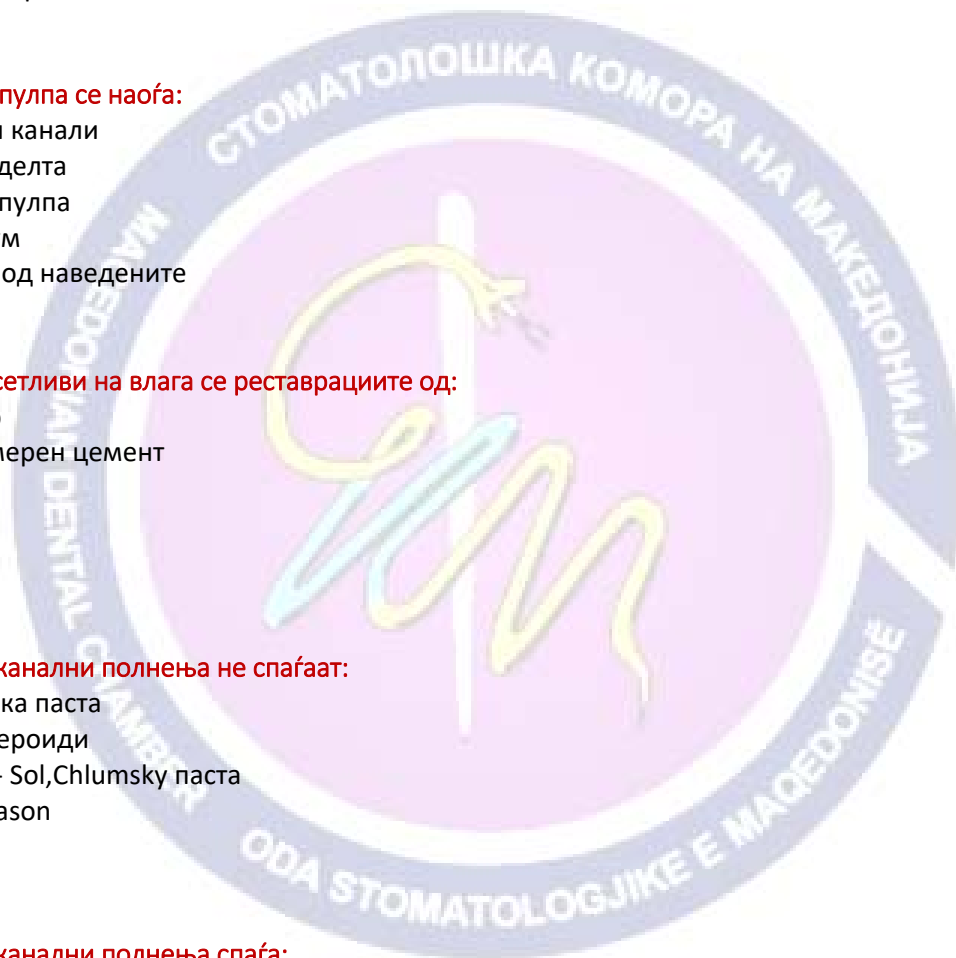 пулпа се наоѓа:
канали
делта
пулпа
од наведените
сетливи на влага се реставрациите од:
мерен цемент
канални полнења не спаѓаат:
ка паста
ероиди
- Sol,Chlumsky паста
ason
канални полнења спаѓа:
СТОМАТОЛОШКА КОМОРА НА МАКЕДОНИЈА
MACEDONIAN DENTAL CHAMBER
ODA STOMATOLOGJIKE E MAQEDONISË